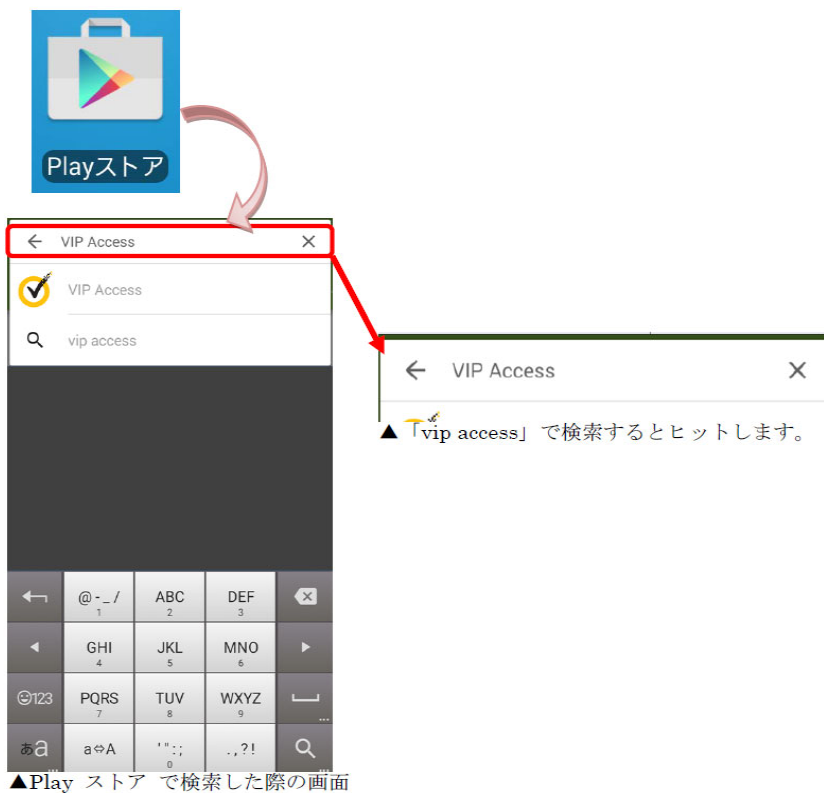 Playストア
VIP Access
VIP Access
vip access
VIP Access
▲「vip access」で検索するとヒットします。
@-_/ ABC DEF
1 2 3
GHI JKL MNO
4 5 6
☺123 PQRS TUV WXYZ
7 8 9
あa a⇔A '":; .,?!
0
▲Play ストア で検索した際の画面